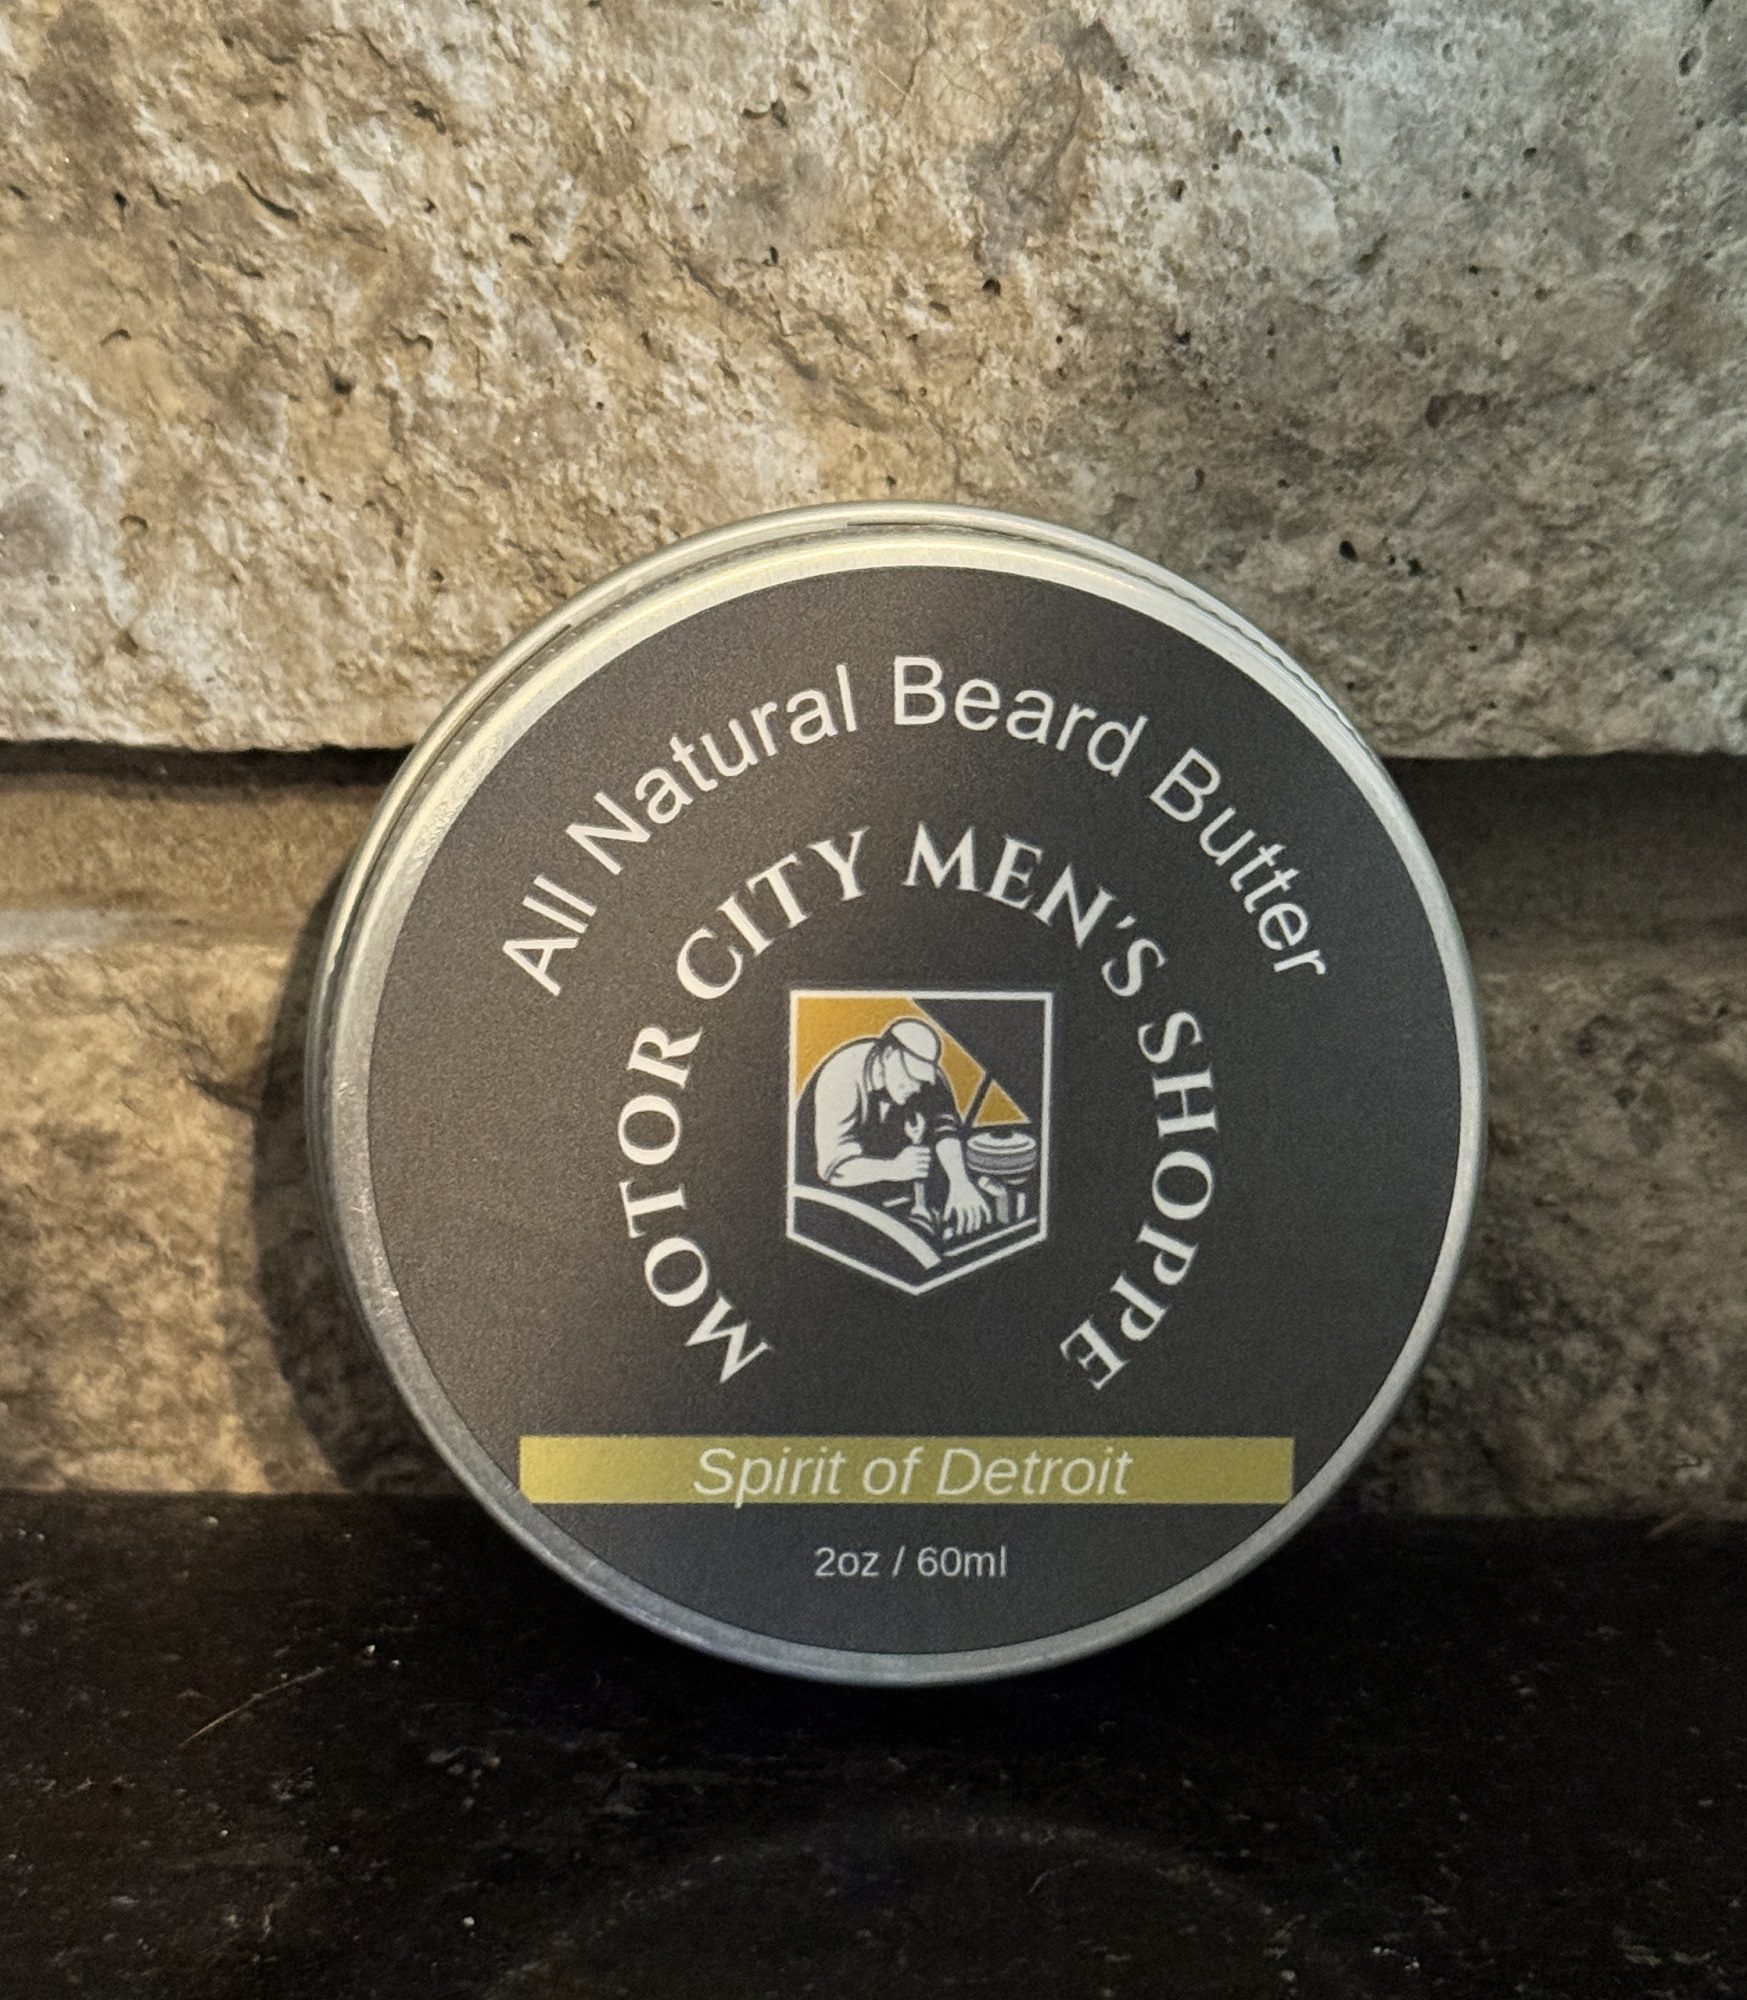 All Natural Beard Butter
MOTOR CITY MEN'S SHOPPE
Spirit of Detroit
2oz / 60ml